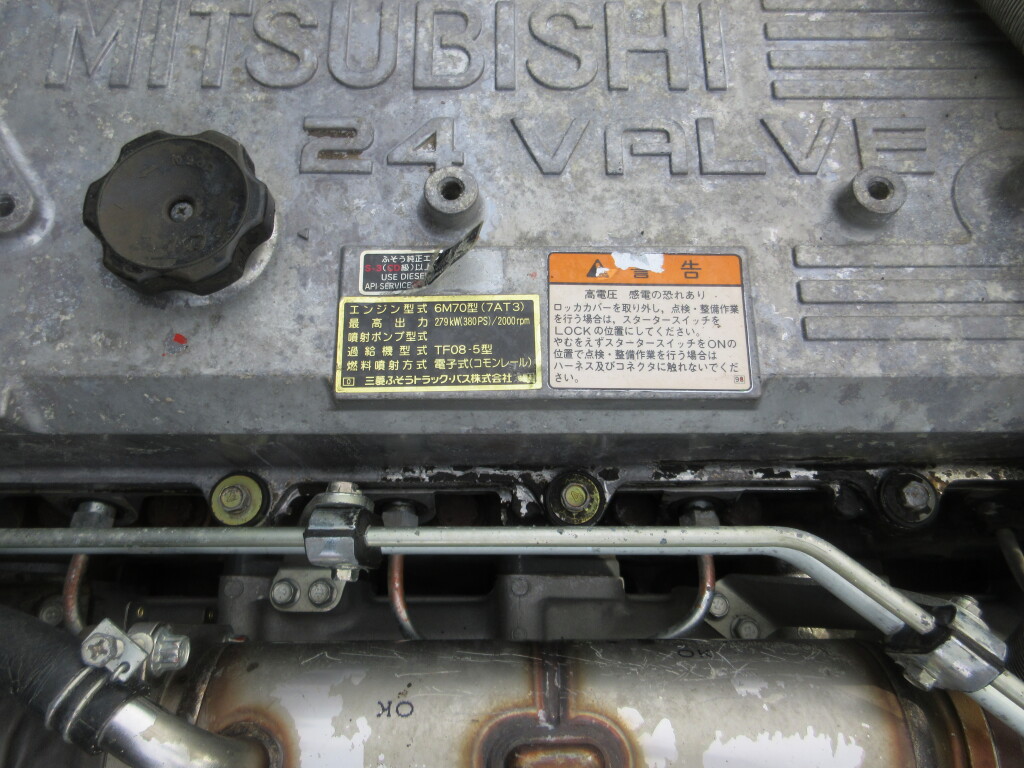 MITSUBISHI
24 VALVE
ふそう純正エ
S-3(CD級)以上
USE DIESE
API SERVICE
エンジン型式 6M70型(7AT3)
最高出力 279kW(380PS)/2000rpm
噴射ポンプ型式
過給機型式 TF08-5型
燃料噴射方式 電子式(コモンレール)
D 三菱ふそうトラック・バス株式会社
警告
高電圧 感電の恐れあり
ロッカカバーを取り外し、点検・整備作業
を行う場合は、スタータースイッチを
LOCKの位置にしてください。
やむをえずスタータースイッチをONの
位置で点検・整備作業を行う場合は
ハーネス及びコネクタに触れないでくだ
さい。
98
OK
OK